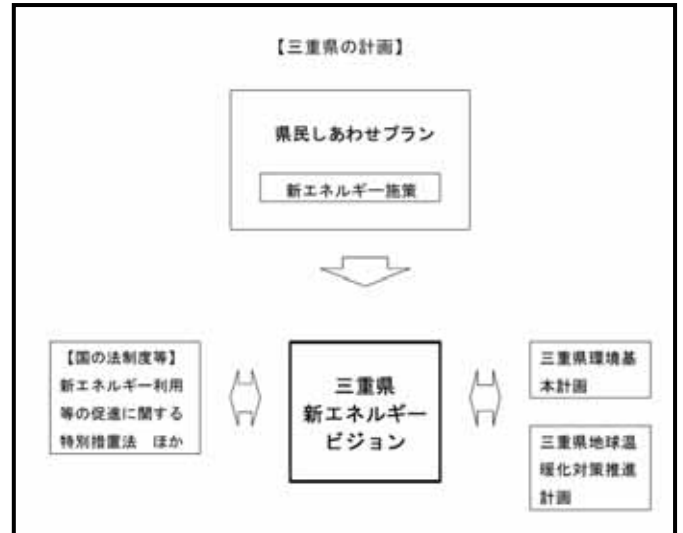 【三重県の計画】
県民しあわせプラン
新エネルギー施策
【国の法制度等】
新エネルギー利用
等の促進に関する
特別措置法　ほか
三重県
新エネルギー
ビジョン
三重県環境基
本計画
三重県地球温
暖化対策推進
計画